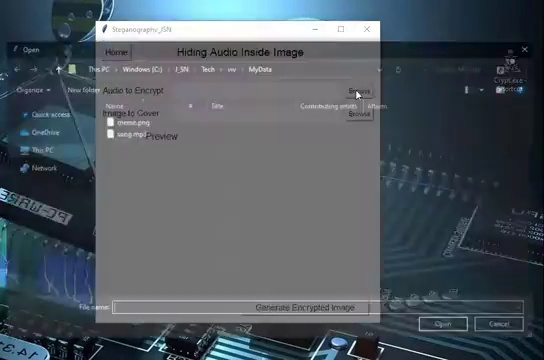 Steganography_JSN
Open
Home
Hiding Audio Inside Image
This PC > Windows (C:) > J_SN > Tech > vv > MyData
Organize
New folder
Audio to Encrypt
Browse
Name
#
Title
Contributing artists
Album
Quick access
Image to Cover
Browse
meme.png
OneDrive
song.mp3
Preview
This PC
Network
File name:
Generate Encrypted Image
Open
Cancel